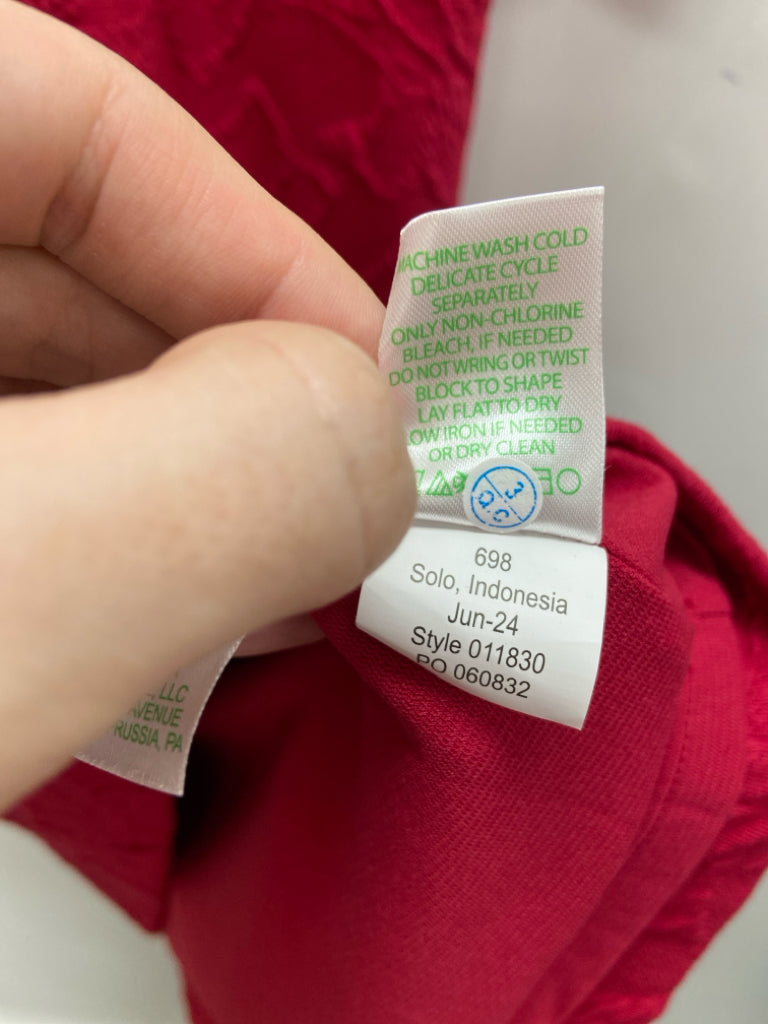 MACHINE WASH COLD
DELICATE CYCLE
SEPARATELY
ONLY NON-CHLORINE
BLEACH, IF NEEDED
DO NOT WRING OR TWIST
BLOCK TO SHAPE
LAY FLAT TO DRY
LOW IRON IF NEEDED
OR DRY CLEAN
3
Q.C
698
Solo, Indonesia
Jun-24
Style 011830
PO 060832
LLC
AVENUE
RUSSIA, PA